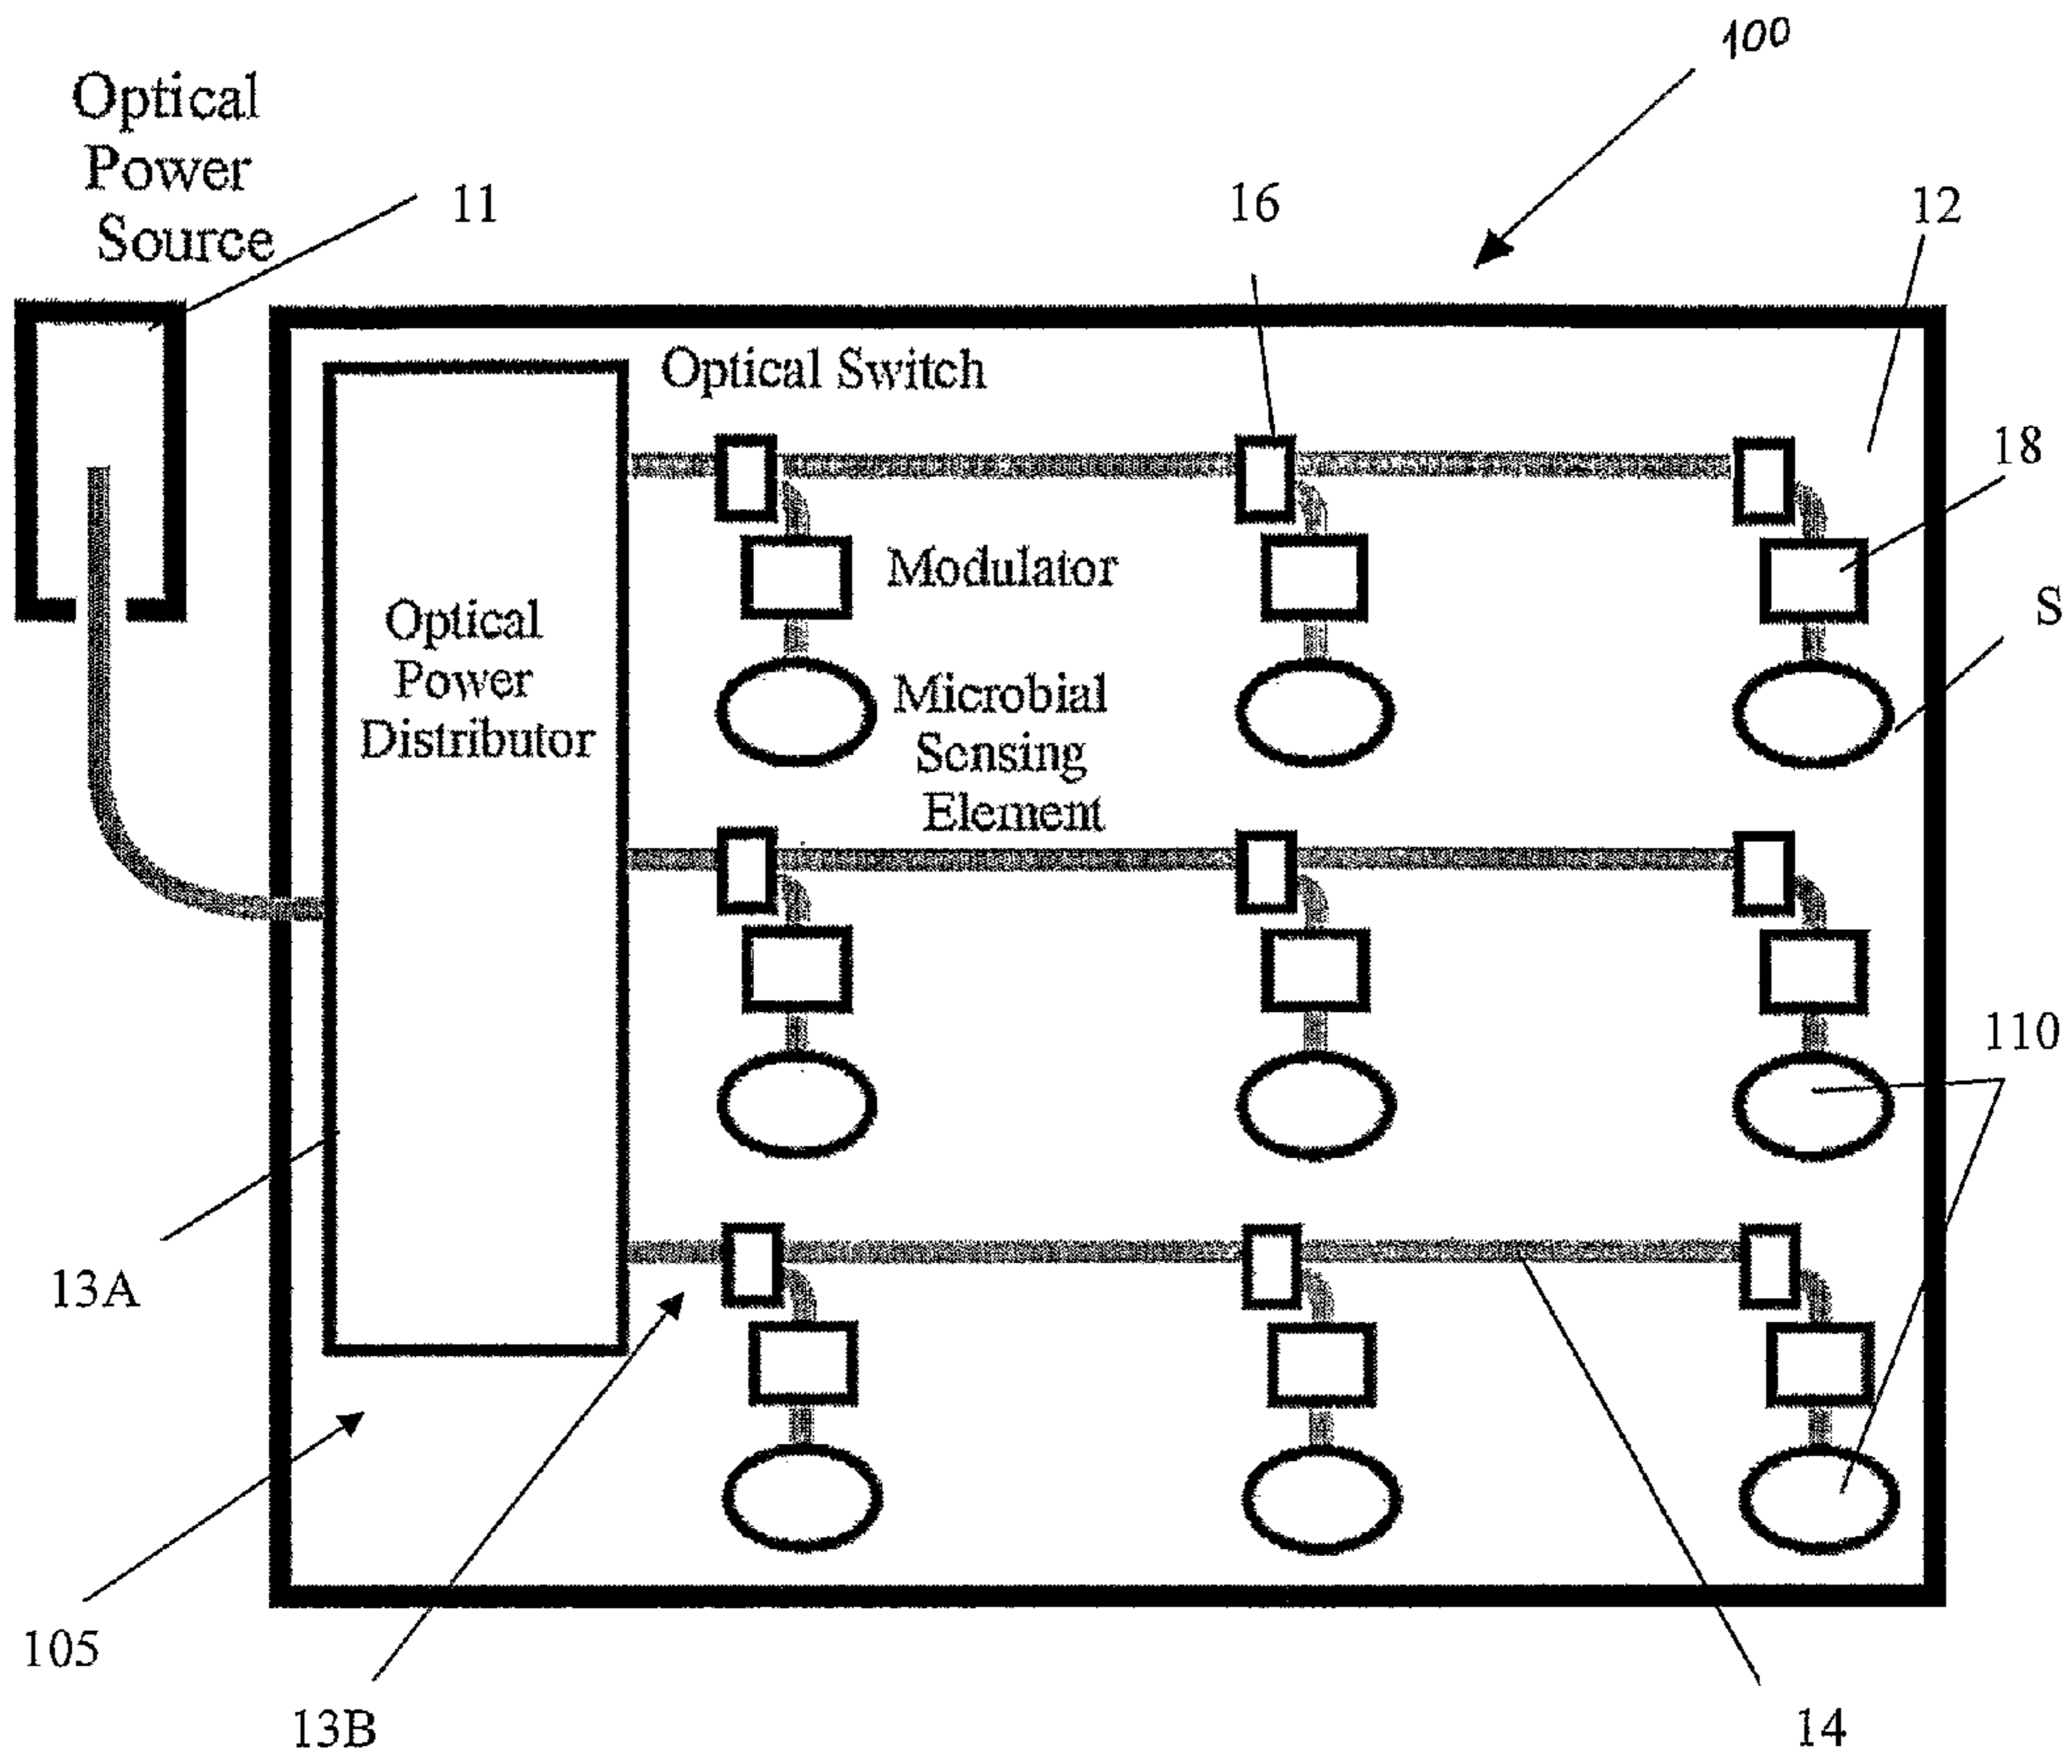 100
Optical
Power
Source
11
16
12
Optical Switch
18
Modulator
S
Optical
Power
Distributor
Microbial
Sensing
Element
110
13A
105
13B
14